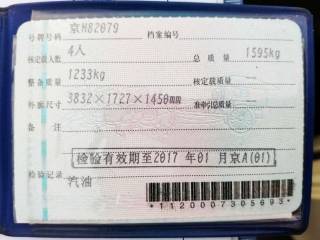 号牌号码 京H82079 档案编号
核定载人数 4人 总 质 量 1595kg
整备质量 1233kg 核定载质量
外廓尺寸 3832×1727×1450mm 准牵引总质量
备 注
检验有效期至2017 年01 月京A(01)
检验记录 汽油
*1120007305693*